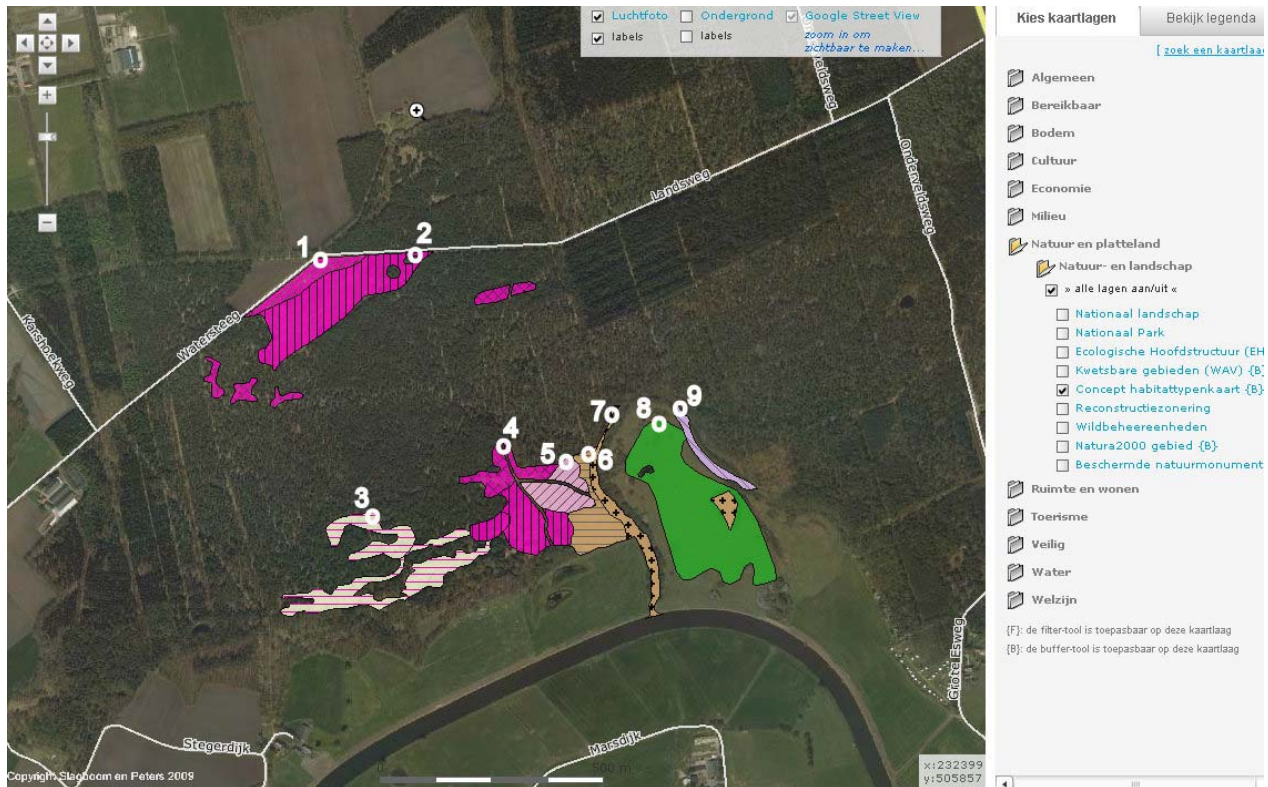 Luchtfoto Ondergrond Google Street View
labels labels zoom in om
zichtbaar te maken...
Kies kaartlagen Bekijk legenda
[ zoek een kaartlaag
Algemeen
Bereikbaar
Bodem
Cultuur
Economie
Milieu
Natuur en platteland
Natuur- en landschap
» alle lagen aan/uit «
Nationaal landschap
Nationaal Park
Ecologische Hoofdstructuur (EH
Kwetsbare gebieden (WAV) {B}
Concept habitattypenkaart {B}
Reconstructiezonering
Wildbeheereenheden
Natura2000 gebied {B}
Beschermde natuurmonument
Ruimte en wonen
Toerisme
Veilig
Water
Welzijn
{F}: de filter-tool is toepasbaar op deze kaartlaag
{B}: de buffer-tool is toepasbaar op deze kaartlaag
Landsweg
Onderveldsweg
Watersteeg
Karshoekweg
1
2
3
4
5
6
7
8
9
Grote Esweg
Stegerdijk
Marsdijk
0 500 m
x:232399
y:505857
Copyright Slagboom en Peters 2009